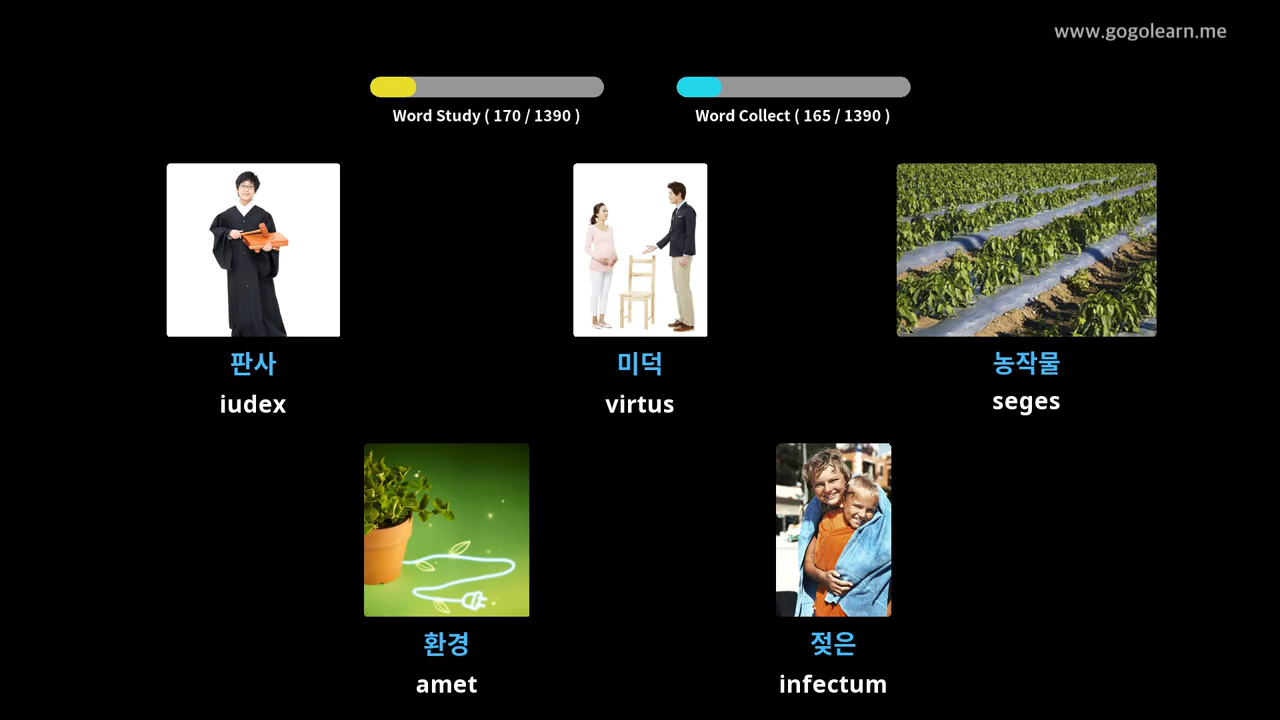 www.gogolearn.me
Word Study ( 170 / 1390 )
Word Collect ( 165 / 1390 )
판사
iudex
미덕
virtus
농작물
seges
환경
amet
젖은
infectum